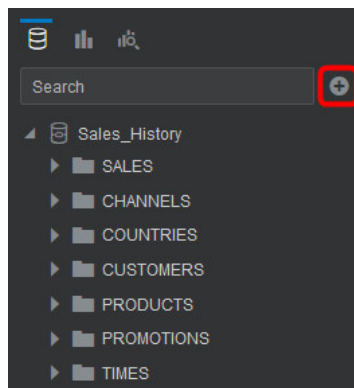 Search
Sales_History
SALES
CHANNELS
COUNTRIES
CUSTOMERS
PRODUCTS
PROMOTIONS
TIMES